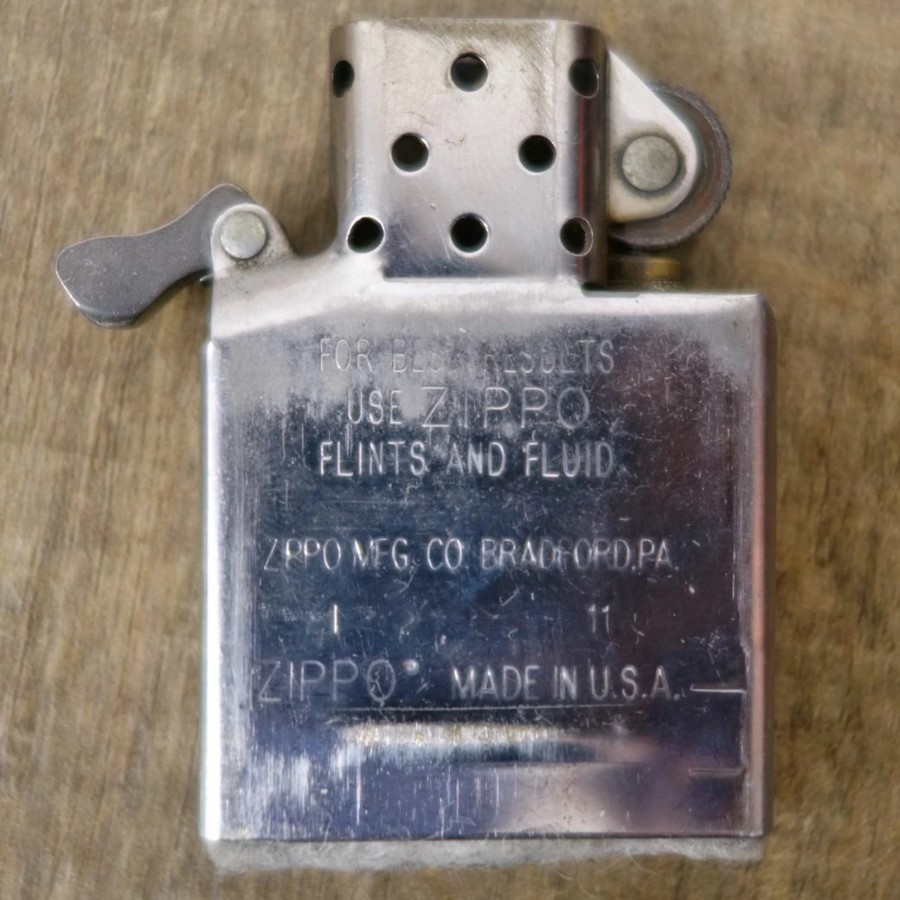 FOR BEST RESULTS
USE ZIPPO
FLINTS AND FLUID
ZIPPO MFG. CO. BRADFORD, PA.
I 11
ZIPPO® MADE IN U.S.A.